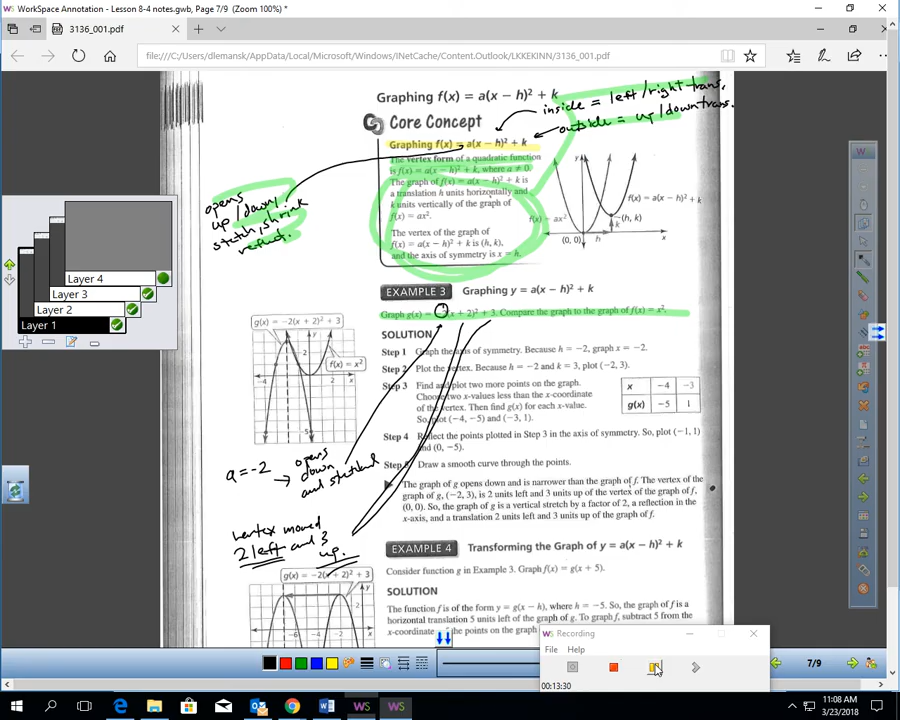 WorkSpace Annotation - Lesson 8-4 notes.gwb, Page 7/9 (Zoom 100%) *
3136_001.pdf
file:///C:/Users/dlemansk/AppData/Local/Microsoft/Windows/INetCache/Content.Outlook/LKKEKINN/3136_001.pdf
Graphing f(x) = a(x − h)² + k
inside = left/right trans.
outside = up/down trans.
Core Concept
Graphing f(x) = a(x − h)² + k
The vertex form of a quadratic function
is f(x) = a(x − h)² + k, where a ≠ 0.
The graph of f(x) = a(x − h)² + k is
a translation h units horizontally and
k units vertically of the graph of
f(x) = ax².
The vertex of the graph of
f(x) = a(x − h)² + k is (h, k),
and the axis of symmetry is x = h.
opens
up/down,
stretch, shrink
reflect.
y
f(x) = a(x − h)² + k
f(x) = ax²
(h, k)
k
(0, 0)
h
x
Layer 4
Layer 3
Layer 2
Layer 1
EXAMPLE 3 Graphing y = a(x − h)² + k
Graph g(x) = −2(x + 2)² + 3. Compare the graph to the graph of f(x) = x².
g(x) = −2(x + 2)² + 3
y
2
f(x) = x²
−4
2
x
−5
SOLUTION
Step 1 Graph the axis of symmetry. Because h = −2, graph x = −2.
Step 2 Plot the vertex. Because h = −2 and k = 3, plot (−2, 3).
Step 3 Find and plot two more points on the graph.
Choose two x-values less than the x-coordinate
of the vertex. Then find g(x) for each x-value.
So, plot (−4, −5) and (−3, 1).
x −4 −3
g(x) −5 1
Step 4 Reflect the points plotted in Step 3 in the axis of symmetry. So, plot (−1, 1)
and (0, −5).
Step 5 Draw a smooth curve through the points.
a = −2
→ opens
down
and stretched
The graph of g opens down and is narrower than the graph of f. The vertex of the
graph of g, (−2, 3), is 2 units left and 3 units up of the vertex of the graph of f,
(0, 0). So, the graph of g is a vertical stretch by a factor of 2, a reflection in the
x-axis, and a translation 2 units left and 3 units up of the graph of f.
vertex moved
2 left and 3
up.
EXAMPLE 4 Transforming the Graph of y = a(x − h)² + k
Consider function g in Example 3. Graph f(x) = g(x + 5).
g(x) = −2(x + 2)² + 3
y
2
−6
−4
−2
x
SOLUTION
The function f is of the form y = g(x − h), where h = −5. So, the graph of f is a
horizontal translation 5 units left of the graph of g. To graph f, subtract 5 from the
x-coordinate of the points on the graph
WS Recording
File Help
00:13:30
7/9
11:08 AM
3/23/2018